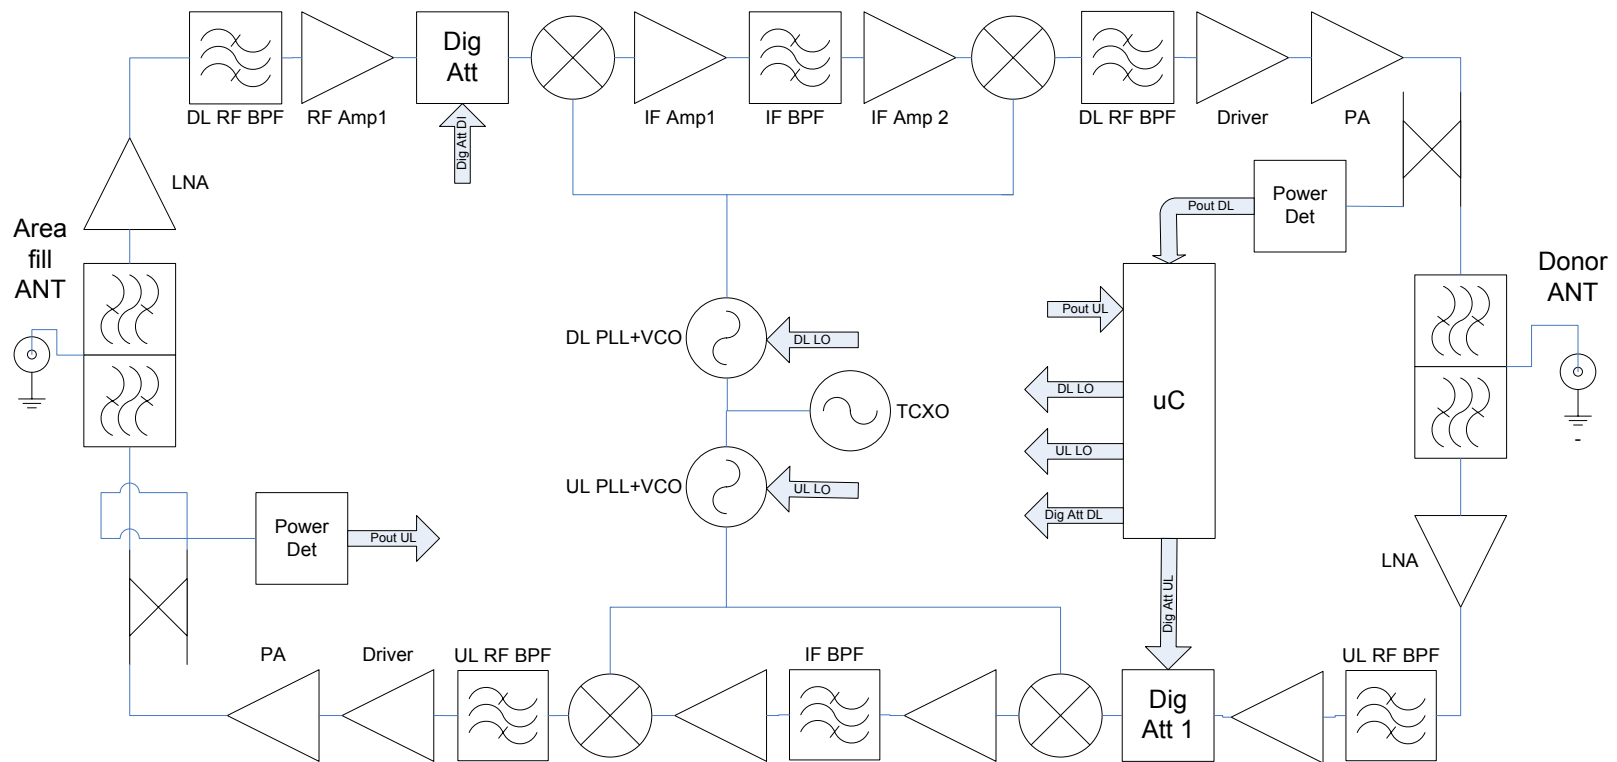 Dig
Att
DL RF BPF
RF Amp1
IF Amp1
IF BPF
IF Amp 2
DL RF BPF
Driver
PA
Dig Att Dl
LNA
Power
Det
Pout DL
Area
fill
ANT
Donor
ANT
Pout UL
DL PLL+VCO
DL LO
DL LO
uC
TCXO
UL LO
UL PLL+VCO
UL LO
Dig Att DL
Power
Det
Pout UL
LNA
Dig Att UL
PA
Driver
UL RF BPF
IF BPF
UL RF BPF
Dig
Att 1